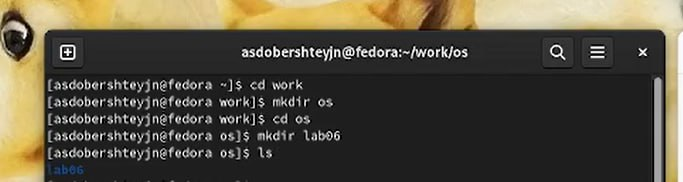 asdobershteyjn@fedora:~/work/os
[asdobershteyjn@fedora ~]$ cd work
[asdobershteyjn@fedora work]$ mkdir os
[asdobershteyjn@fedora work]$ cd os
[asdobershteyjn@fedora os]$ mkdir lab06
[asdobershteyjn@fedora os]$ ls
lab06